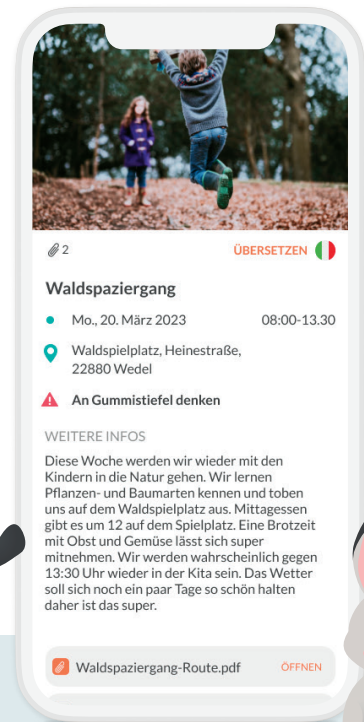 2
ÜBERSETZEN
Waldspaziergang
Mo., 20. März 2023 08:00-13.30
Waldspielplatz, Heinestraße,
22880 Wedel
An Gummistiefel denken
WEITERE INFOS
Diese Woche werden wir wieder mit den
Kindern in die Natur gehen. Wir lernen
Pflanzen- und Baumarten kennen und toben
uns auf dem Waldspielplatz aus. Mittagessen
gibt es um 12 auf dem Spielplatz. Eine Brotzeit
mit Obst und Gemüse lässt sich super
mitnehmen. Wir werden wahrscheinlich gegen
13:30 Uhr wieder in der Kita sein. Das Wetter
soll sich noch ein paar Tage so schön halten
daher ist das super.
Waldspaziergang-Route.pdf ÖFFNEN